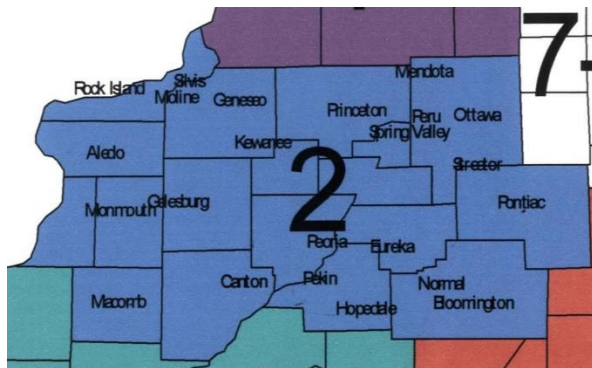 7-
Mendota
Rock Island
Silvis
Moline
Geneseo
Princeton
Peru
Ottawa
Spring Valley
Kewanee
Aledo
Streator
2
Monmouth
Galesburg
Pontiac
Peoria
Eureka
Canton
Pekin
Normal
Macomb
Hopedale
Bloomington